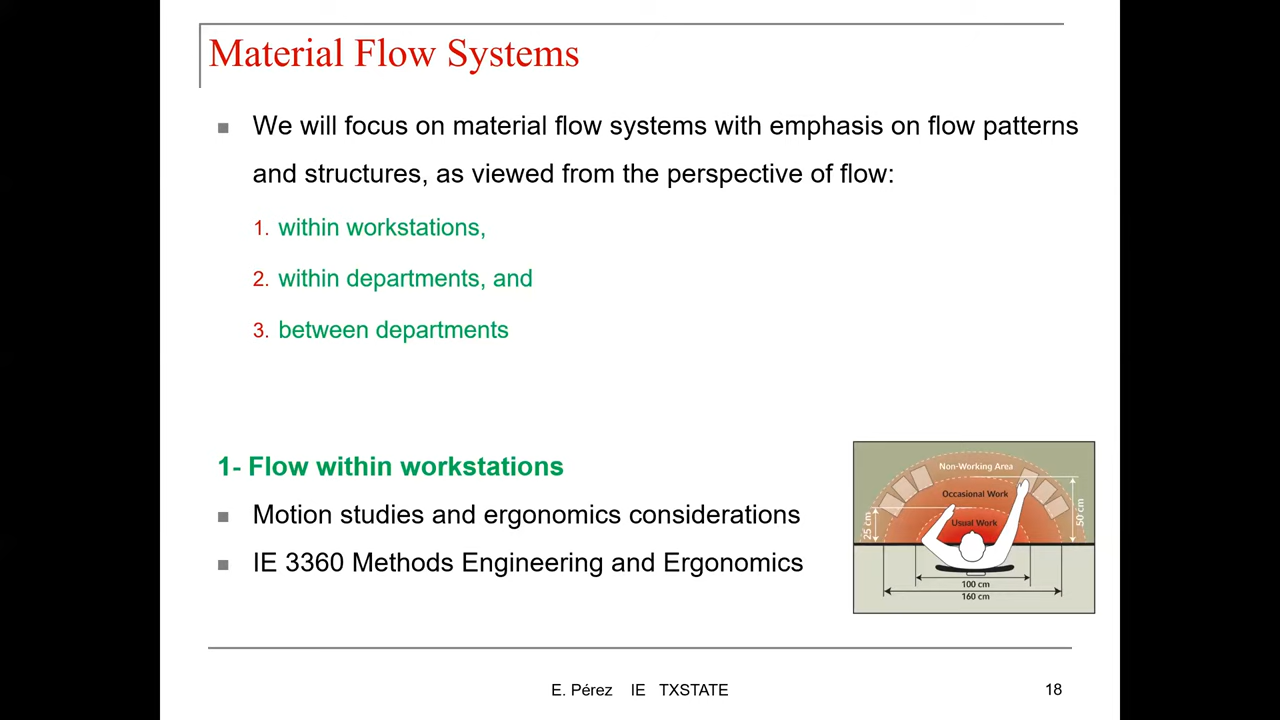 Material Flow Systems
We will focus on material flow systems with emphasis on flow patterns
and structures, as viewed from the perspective of flow:
1. within workstations,
2. within departments, and
3. between departments
1- Flow within workstations
Motion studies and ergonomics considerations
IE 3360 Methods Engineering and Ergonomics
Non-Working Area
Occasional Work
Usual Work
25 cm
50 cm
100 cm
160 cm
E. Pérez IE TXSTATE
18